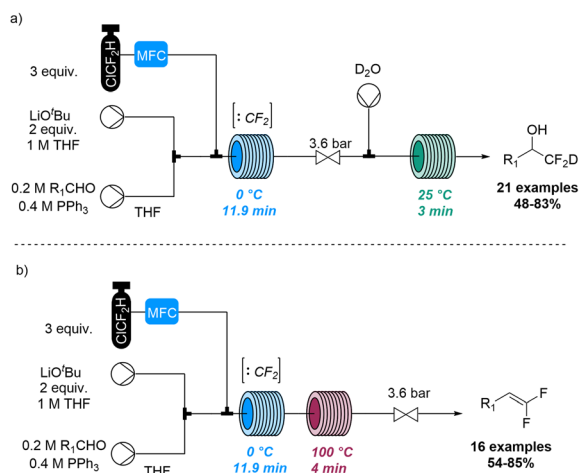 a)
ClCF₂H
MFC
3 equiv.
D₂O
LiOᵗBu
2 equiv.
1 M THF
[:CF₂]
3.6 bar
0.2 M R₁CHO
0.4 M PPh₃
THF
0 °C
11.9 min
25 °C
3 min
OH
R₁
CF₂D
21 examples
48-83%
b)
ClCF₂H
MFC
3 equiv.
LiOᵗBu
2 equiv.
1 M THF
[:CF₂]
3.6 bar
R₁
F
F
0.2 M R₁CHO
0.4 M PPh₃
THF
0 °C
11.9 min
100 °C
4 min
16 examples
54-85%